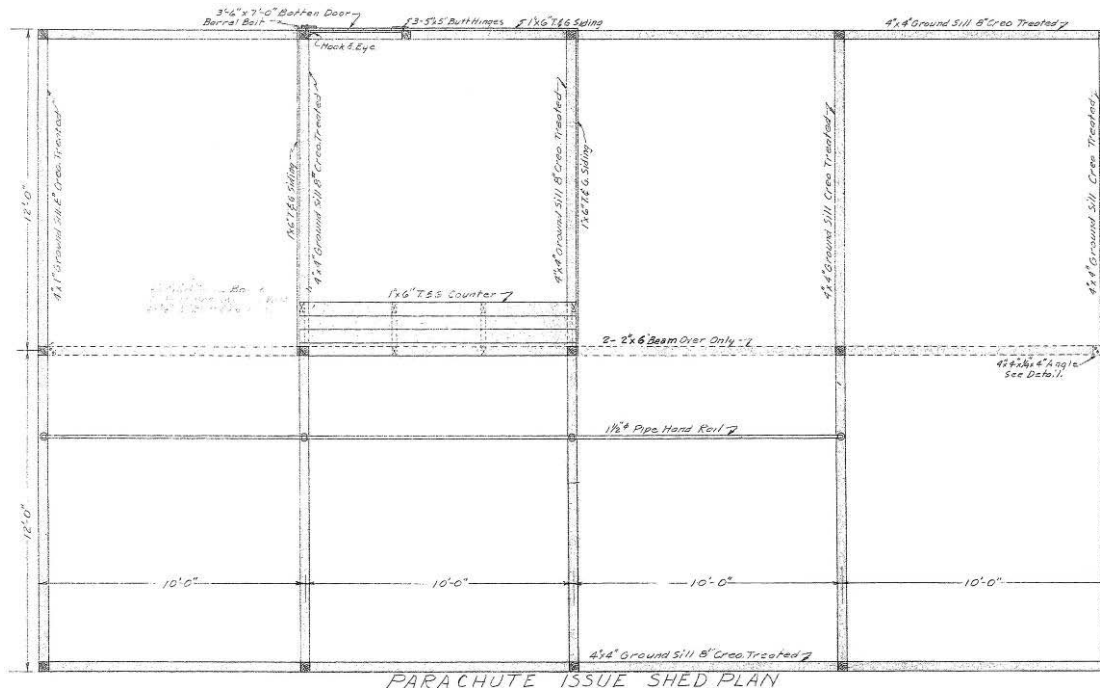 3'-6" x 7'-0" Batten Door
Barrel Bolt
3-5"x5" Butt Hinges
1"x6" T.&G Siding
4"x4" Ground Sill 8" Creo Treated
Hook & Eye
4"x4" Ground Sill 8" Creo. Treated
1"x6" T&G Siding
4"x4" Ground Sill 8" Creo. Treated
4"x4" Ground Sill 8" Creo Treated
1"x6" T.&G. Siding
4"x4" Ground Sill Creo Treated
4"x4" Ground Sill Creo Treated
12'-0"
1"x6" T.&G Counter
2-2"x6" Beam Over Only
4"x4"x1/4"x4" Angle
See Detail.
1 1/2"ø Pipe Hand Rail
12'-0"
10'-0"
10'-0"
10'-0"
10'-0"
4"x4" Ground Sill 8" Creo. Treated
PARACHUTE ISSUE SHED PLAN